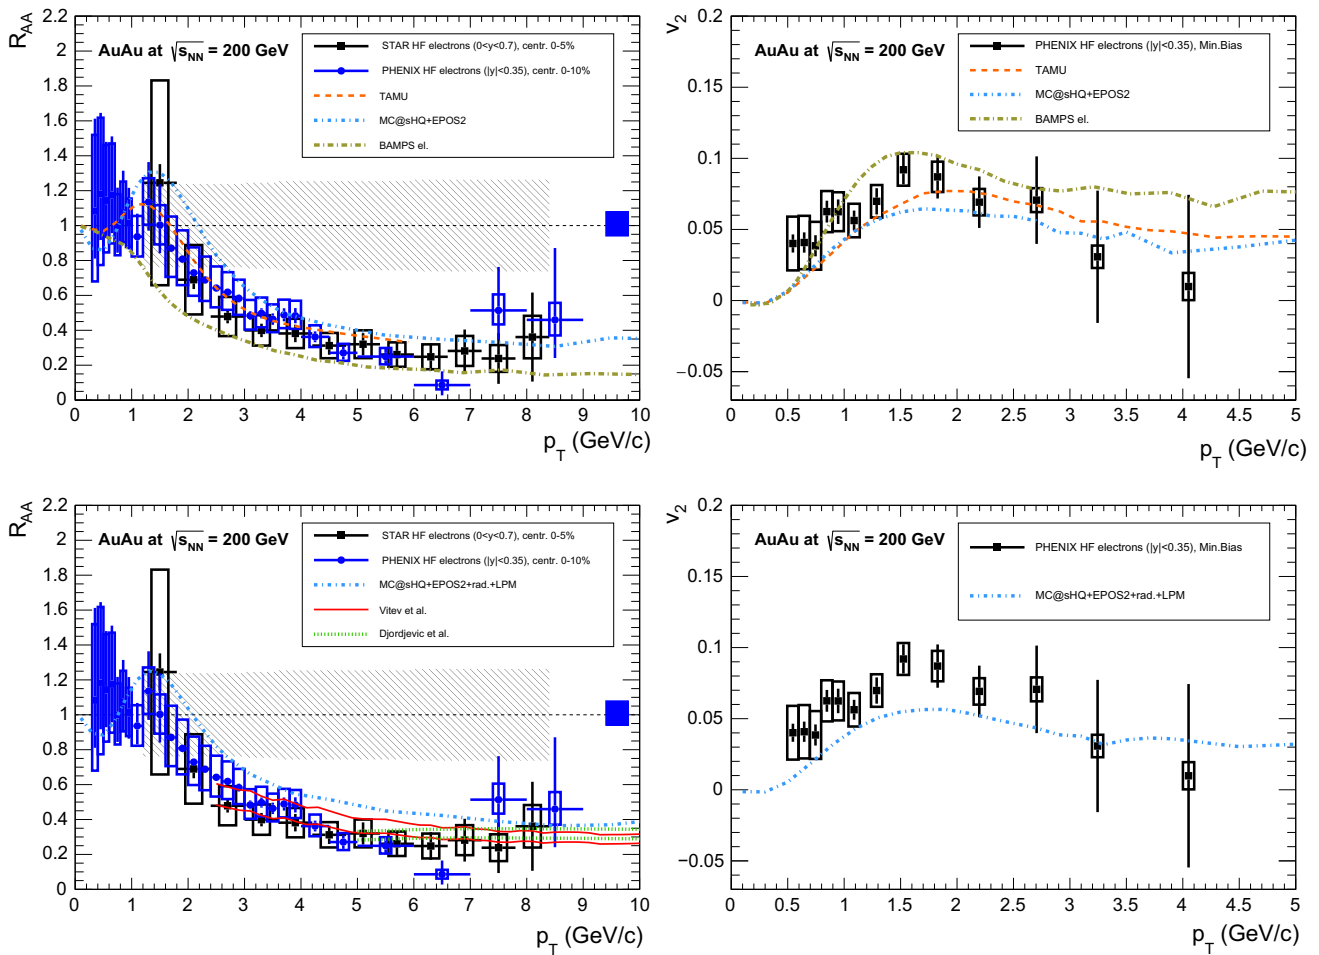 R_AA
AuAu at √s_NN = 200 GeV
STAR HF electrons (0<y<0.7), centr. 0-5%
PHENIX HF electrons (|y|<0.35), centr. 0-10%
TAMU
MC@sHQ+EPOS2
BAMPS el.
2.2
2
1.8
1.6
1.4
1.2
1
0.8
0.6
0.4
0.2
0
0 1 2 3 4 5 6 7 8 9 10
p_T (GeV/c)
v_2
AuAu at √s_NN = 200 GeV
PHENIX HF electrons (|y|<0.35), Min.Bias
TAMU
MC@sHQ+EPOS2
BAMPS el.
0.2
0.15
0.1
0.05
0
−0.05
0 0.5 1 1.5 2 2.5 3 3.5 4 4.5 5
p_T (GeV/c)
R_AA
AuAu at √s_NN = 200 GeV
STAR HF electrons (0<y<0.7), centr. 0-5%
PHENIX HF electrons (|y|<0.35), centr. 0-10%
MC@sHQ+EPOS2+rad.+LPM
Vitev et al.
Djordjevic et al.
2.2
2
1.8
1.6
1.4
1.2
1
0.8
0.6
0.4
0.2
0
0 1 2 3 4 5 6 7 8 9 10
p_T (GeV/c)
v_2
AuAu at √s_NN = 200 GeV
PHENIX HF electrons (|y|<0.35), Min.Bias
MC@sHQ+EPOS2+rad.+LPM
0.2
0.15
0.1
0.05
0
−0.05
0 0.5 1 1.5 2 2.5 3 3.5 4 4.5 5
p_T (GeV/c)